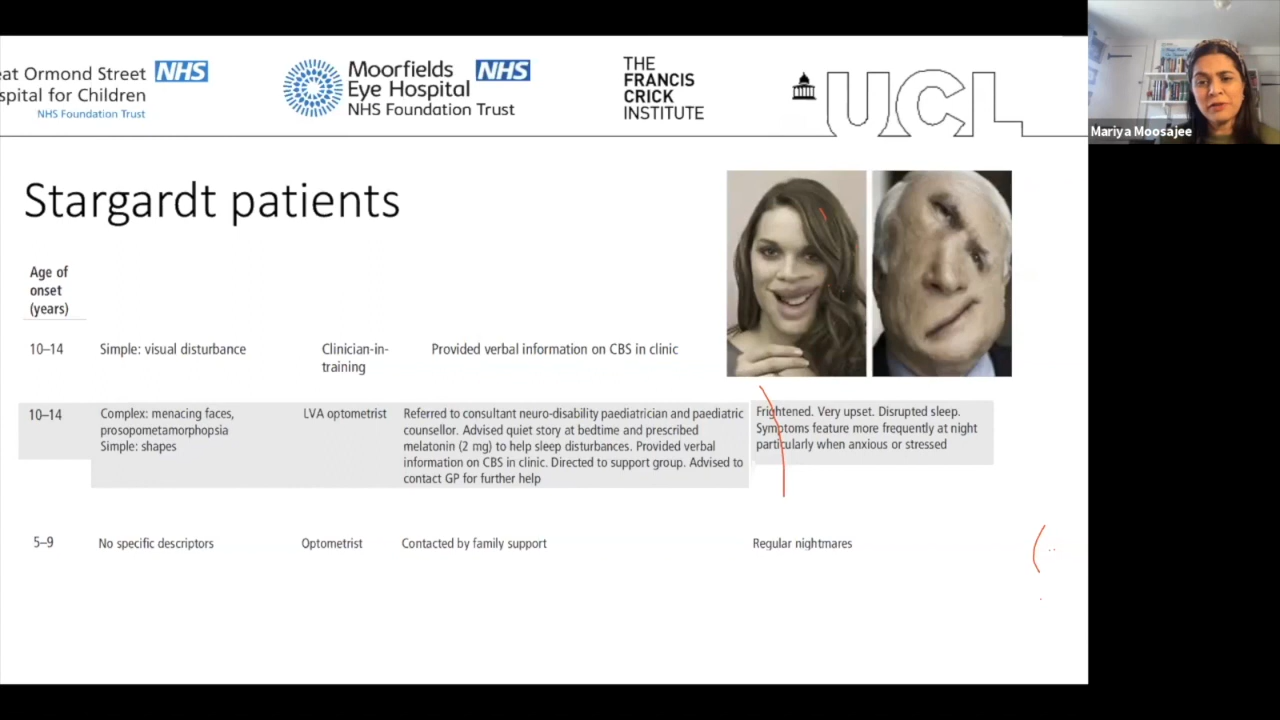 eat Ormond Street NHS
spital for Children
NHS Foundation Trust
Moorfields NHS
Eye Hospital
NHS Foundation Trust
THE
FRANCIS
CRICK
INSTITUTE
UCL
Mariya Moosajee
Stargardt patients
Age of
onset
(years)
10–14 Simple: visual disturbance Clinician-in- Provided verbal information on CBS in clinic
training
10–14 Complex: menacing faces, LVA optometrist Referred to consultant neuro-disability paediatrician and paediatric Frightened. Very upset. Disrupted sleep.
prosopometamorphopsia counsellor. Advised quiet story at bedtime and prescribed Symptoms feature more frequently at night
Simple: shapes melatonin (2 mg) to help sleep disturbances. Provided verbal particularly when anxious or stressed
information on CBS in clinic. Directed to support group. Advised to
contact GP for further help
5–9 No specific descriptors Optometrist Contacted by family support Regular nightmares